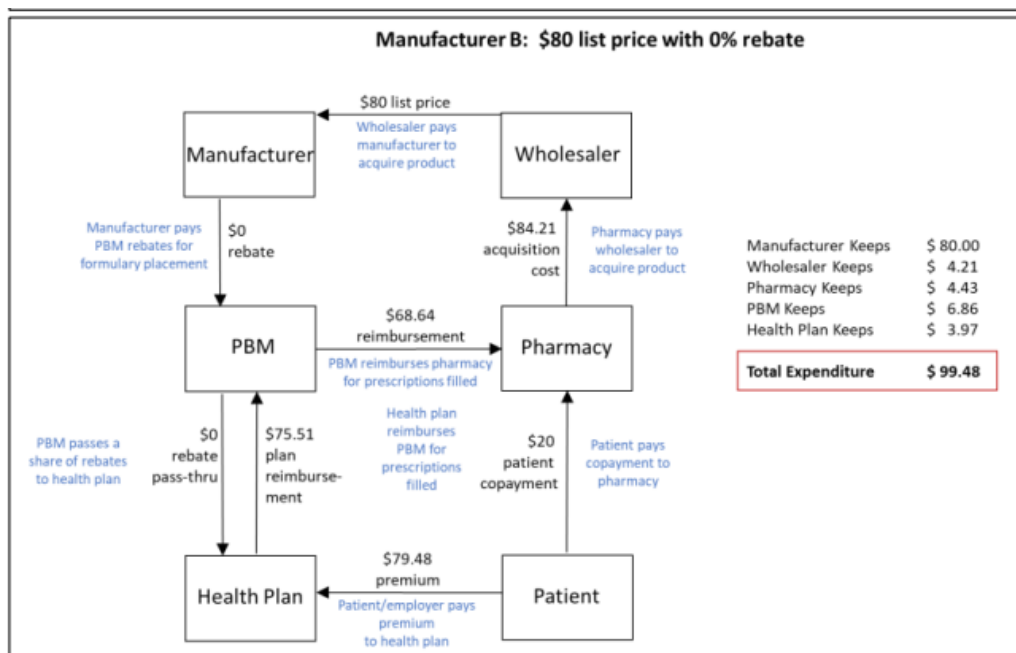 Manufacturer B: $80 list price with 0% rebate
$80 list price
Wholesaler pays
manufacturer to
acquire product
Manufacturer
Wholesaler
Manufacturer pays
PBM rebates for
formulary placement
$0
rebate
$84.21
acquisition
cost
Pharmacy pays
wholesaler to
acquire product
Manufacturer Keeps $ 80.00
Wholesaler Keeps $ 4.21
Pharmacy Keeps $ 4.43
PBM Keeps $ 6.86
Health Plan Keeps $ 3.97
Total Expenditure $ 99.48
PBM
$68.64
reimbursement
PBM reimburses pharmacy
for prescriptions filled
Pharmacy
PBM passes a
share of rebates
to health plan
$0
rebate
pass-thru
$75.51
plan
reimburse-
ment
Health plan
reimburses
PBM for
prescriptions
filled
$20
patient
copayment
Patient pays
copayment to
pharmacy
Health Plan
$79.48
premium
Patient/employer pays
premium
to health plan
Patient